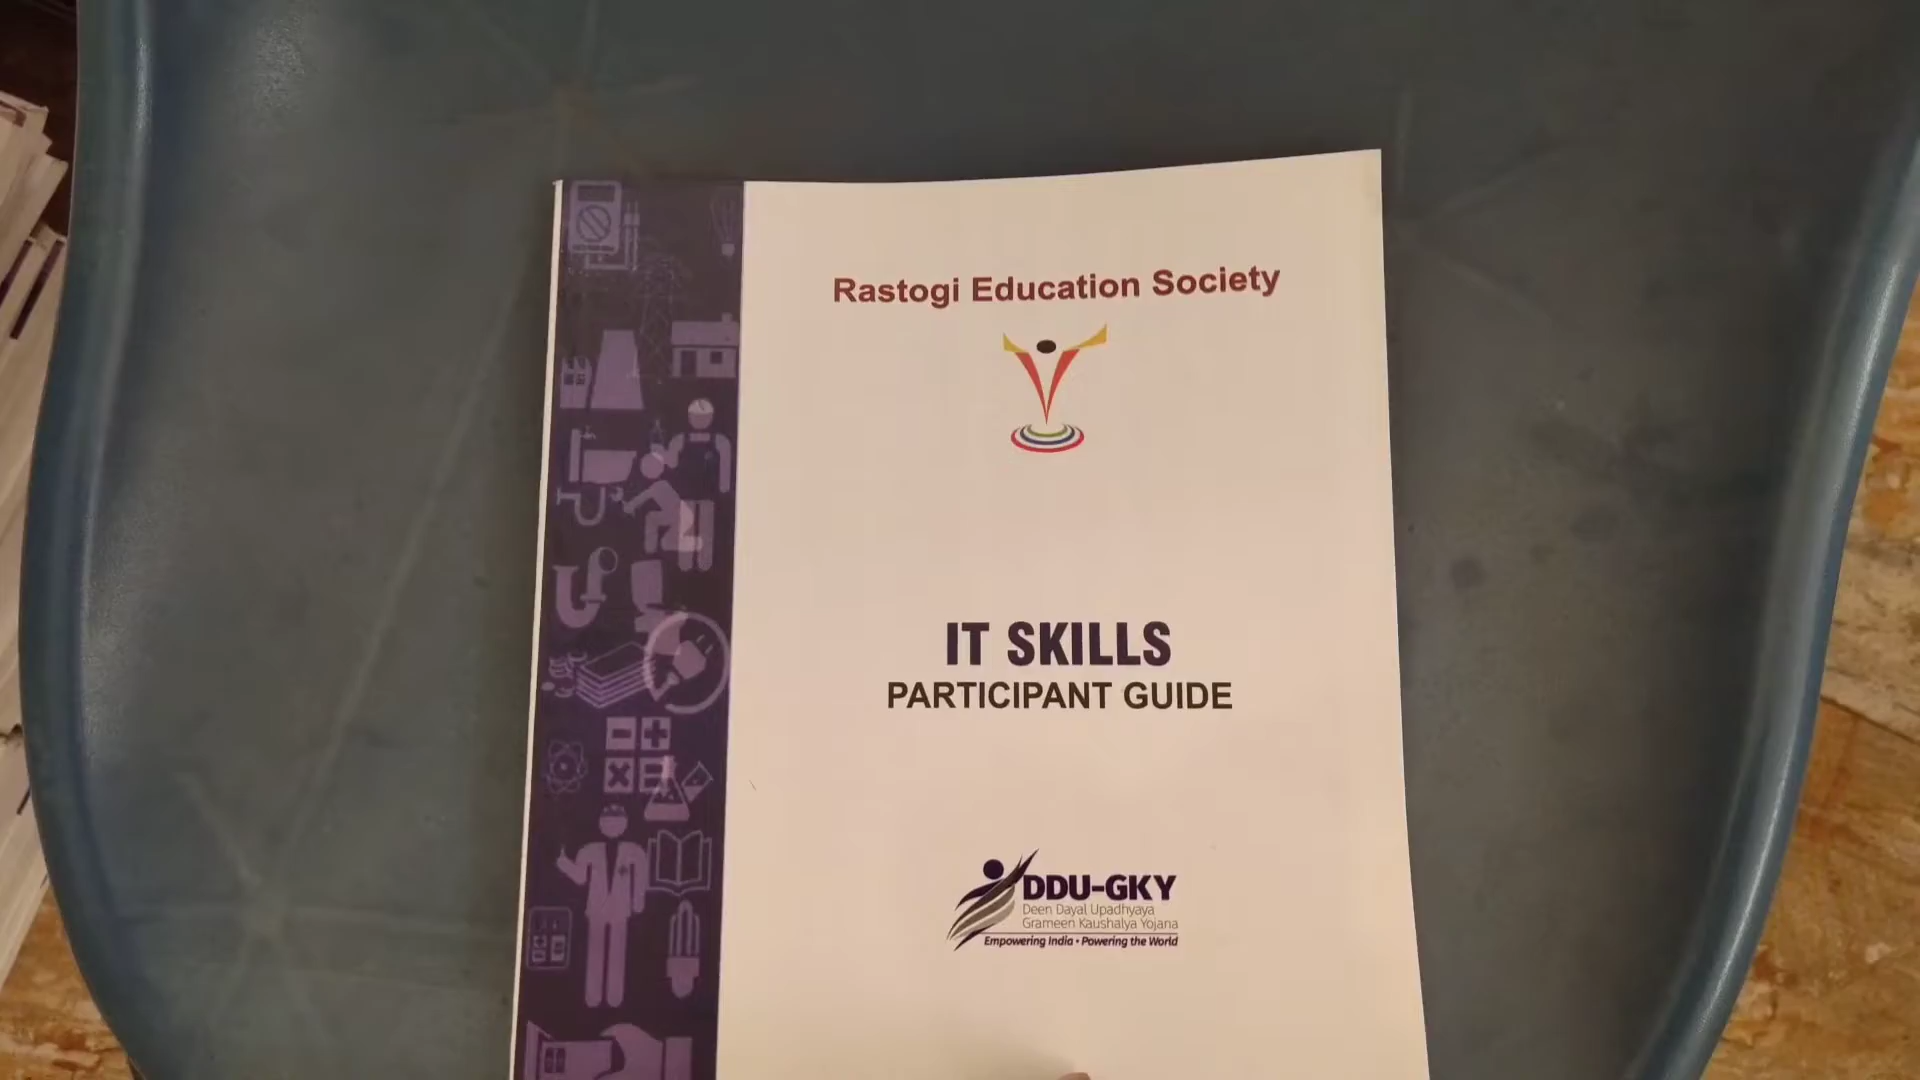 Rastogi Education Society
IT SKILLS
PARTICIPANT GUIDE
DDU-GKY
Deen Dayal Upadhyaya
Grameen Kaushalya Yojana
Empowering India • Powering the World